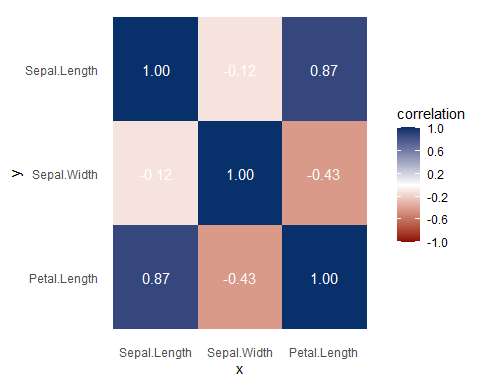 Sepal.Length 1.00 -0.12 0.87
y Sepal.Width -0.12 1.00 -0.43
Petal.Length 0.87 -0.43 1.00
Sepal.Length Sepal.Width Petal.Length
x
correlation
1.0
0.6
0.2
-0.2
-0.6
-1.0